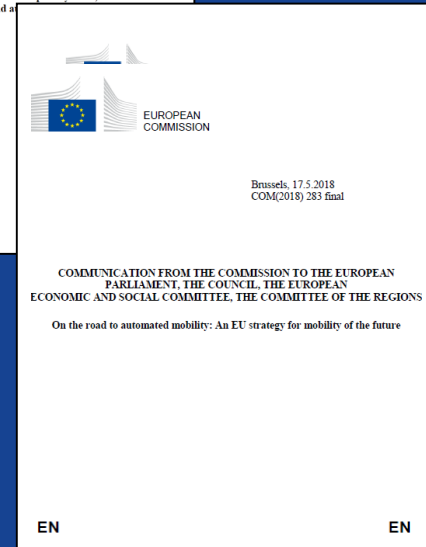 d at
EUROPEAN
COMMISSION
Brussels, 17.5.2018
COM(2018) 283 final
COMMUNICATION FROM THE COMMISSION TO THE EUROPEAN
PARLIAMENT, THE COUNCIL, THE EUROPEAN
ECONOMIC AND SOCIAL COMMITTEE, THE COMMITTEE OF THE REGIONS
On the road to automated mobility: An EU strategy for mobility of the future
EN EN